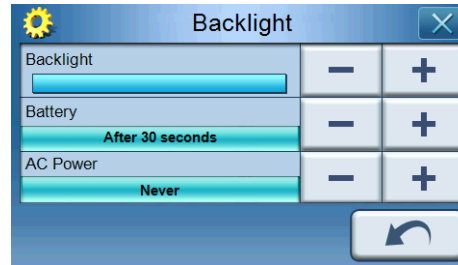 Backlight
Backlight
Battery
After 30 seconds
AC Power
Never